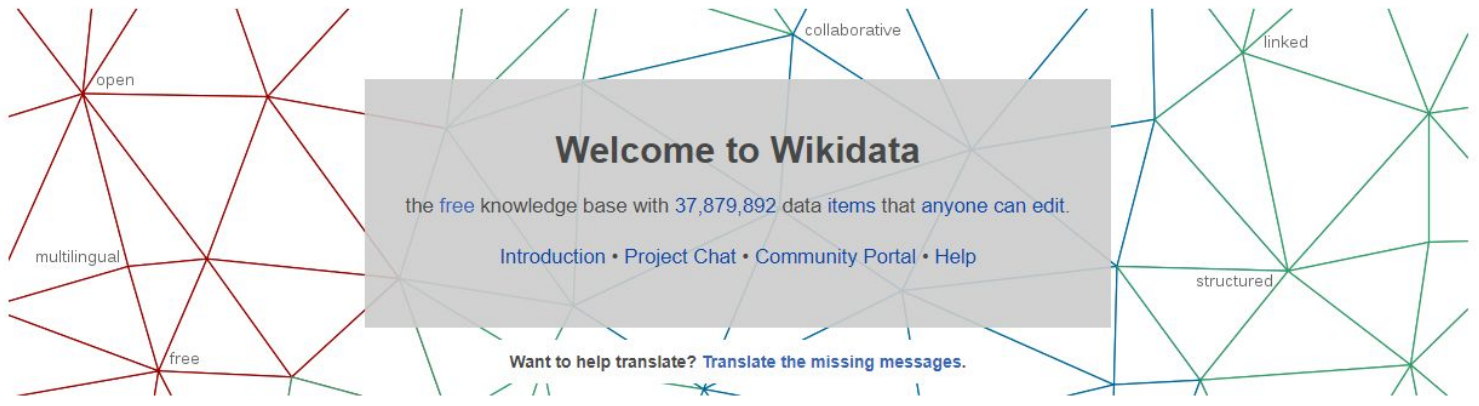 collaborative
linked
open
Welcome to Wikidata
the free knowledge base with 37,879,892 data items that anyone can edit.
multilingual
Introduction • Project Chat • Community Portal • Help
structured
free
Want to help translate? Translate the missing messages.